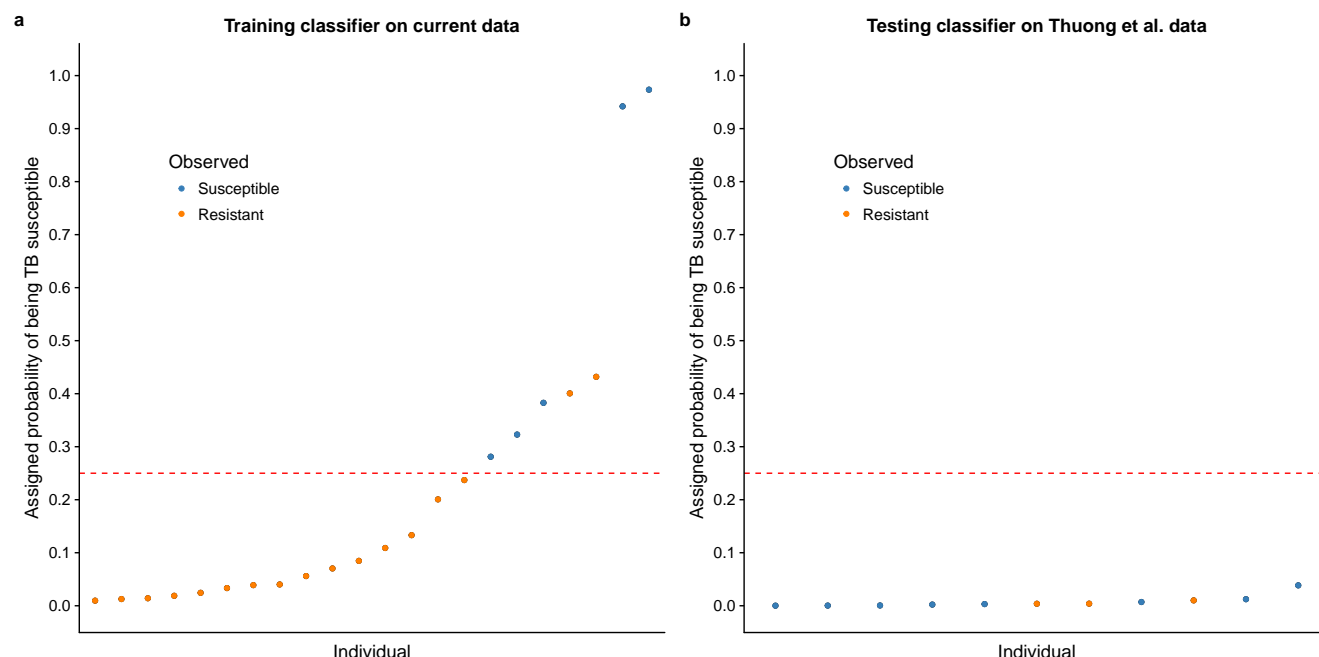 a
Training classifier on current data
Assigned probability of being TB susceptible
1.0
0.9
0.8
0.7
0.6
0.5
0.4
0.3
0.2
0.1
0.0
Observed
Susceptible
Resistant
Individual
b
Testing classifier on Thuong et al. data
Assigned probability of being TB susceptible
1.0
0.9
0.8
0.7
0.6
0.5
0.4
0.3
0.2
0.1
0.0
Observed
Susceptible
Resistant
Individual